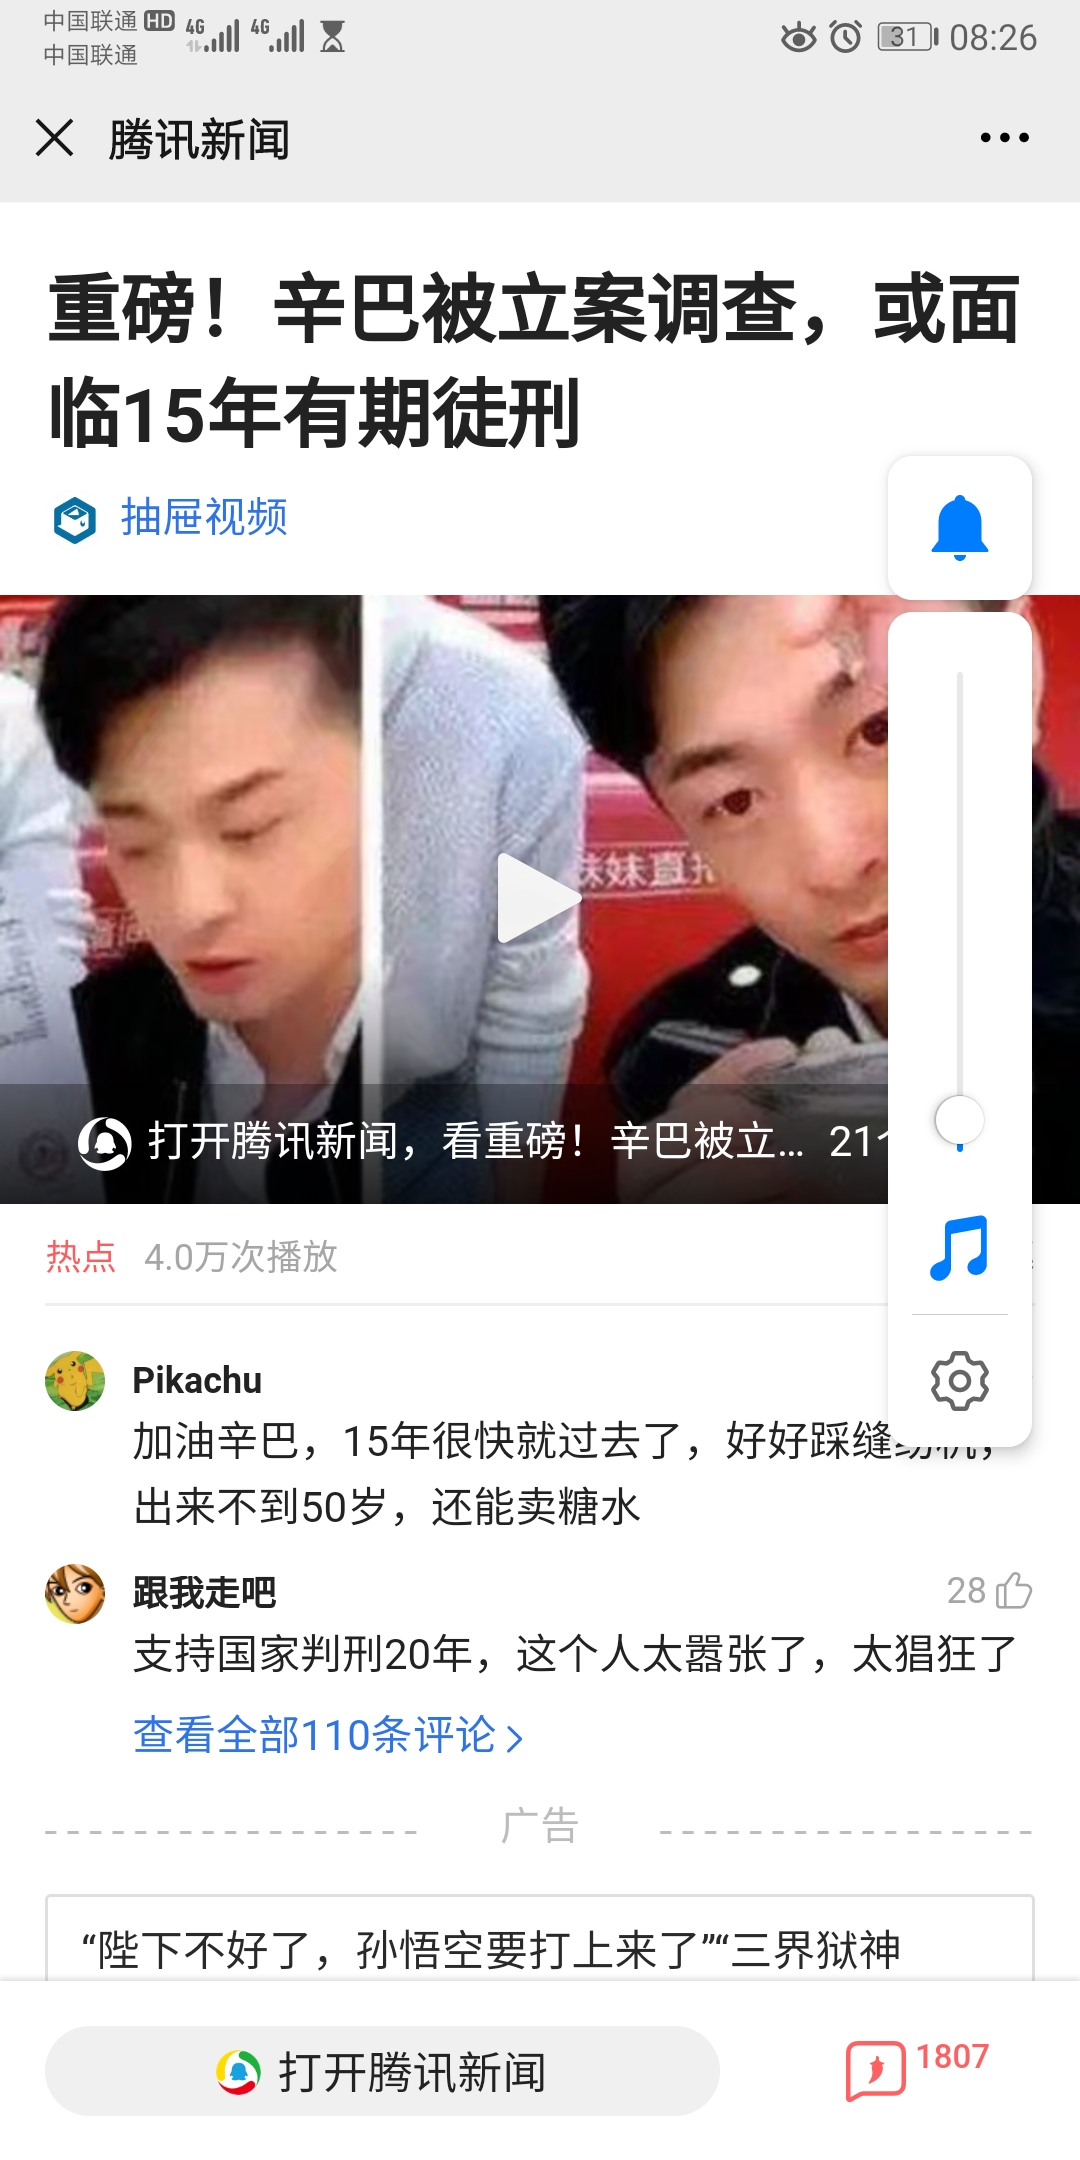 中国联通 HD 4G 4G 31 08:26
中国联通
腾讯新闻
重磅！辛巴被立案调查，或面
临15年有期徒刑
抽屉视频
妹妹直播
打开腾讯新闻，看重磅！辛巴被立... 21
热点 4.0万次播放
Pikachu
加油辛巴，15年很快就过去了，好好踩缝纫机，
出来不到50岁，还能卖糖水
跟我走吧 28
支持国家判刑20年，这个人太嚣张了，太猖狂了
查看全部110条评论
广告
“陛下不好了，孙悟空要打上来了”“三界狱神
打开腾讯新闻 1807